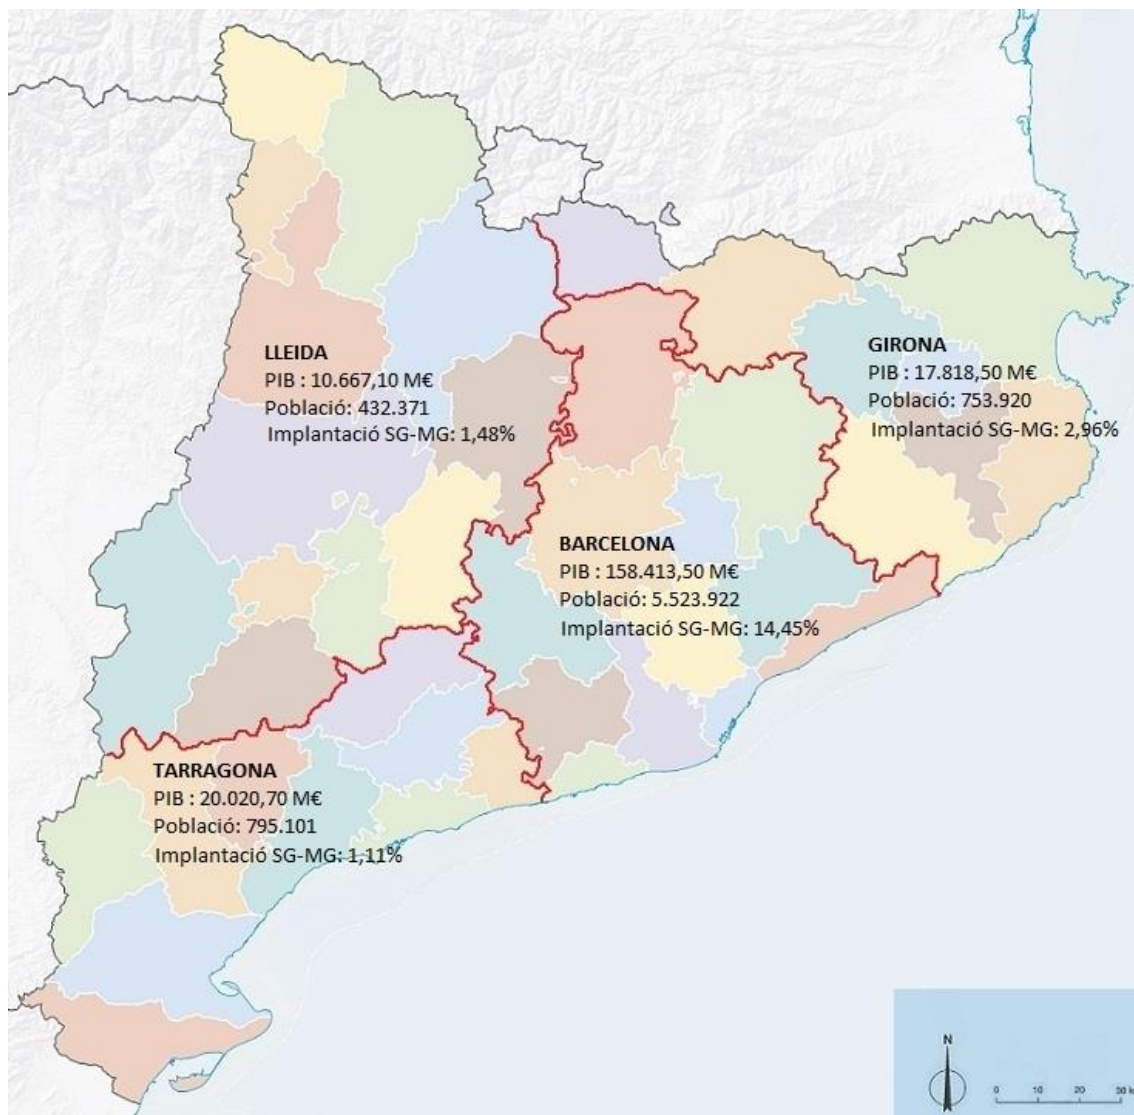 LLEIDA
PIB : 10.667,10 M€
Població: 432.371
Implantació SG-MG: 1,48%
GIRONA
PIB : 17.818,50 M€
Població: 753.920
Implantació SG-MG: 2,96%
BARCELONA
PIB : 158.413,50 M€
Població: 5.523.922
Implantació SG-MG: 14,45%
TARRAGONA
PIB : 20.020,70 M€
Població: 795.101
Implantació SG-MG: 1,11%
N
0 10 20 30